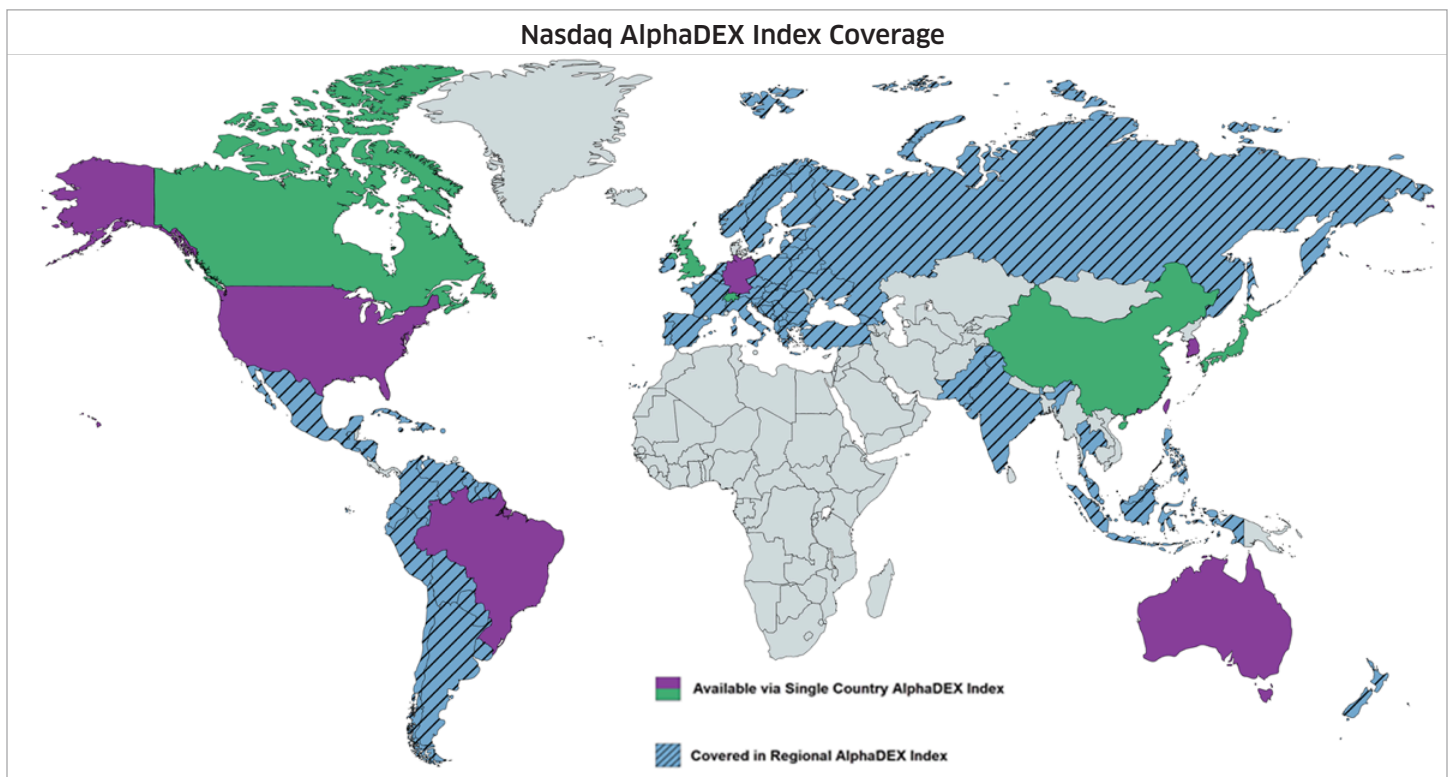 Nasdaq AlphaDEX Index Coverage
Available via Single Country AlphaDEX Index
Covered in Regional AlphaDEX Index